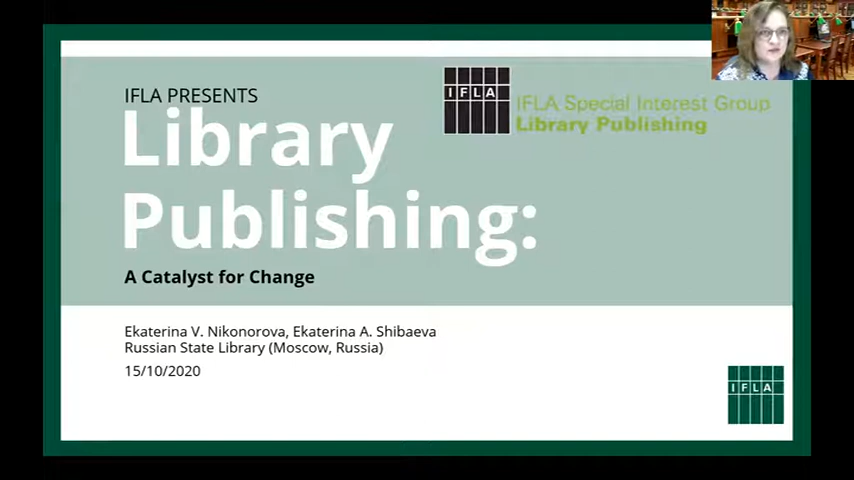 IFLA PRESENTS
Library
Publishing:
A Catalyst for Change
IFLA
IFLA Special Interest Group
Library Publishing
Ekaterina V. Nikonorova, Ekaterina A. Shibaeva
Russian State Library (Moscow, Russia)
15/10/2020
IFLA